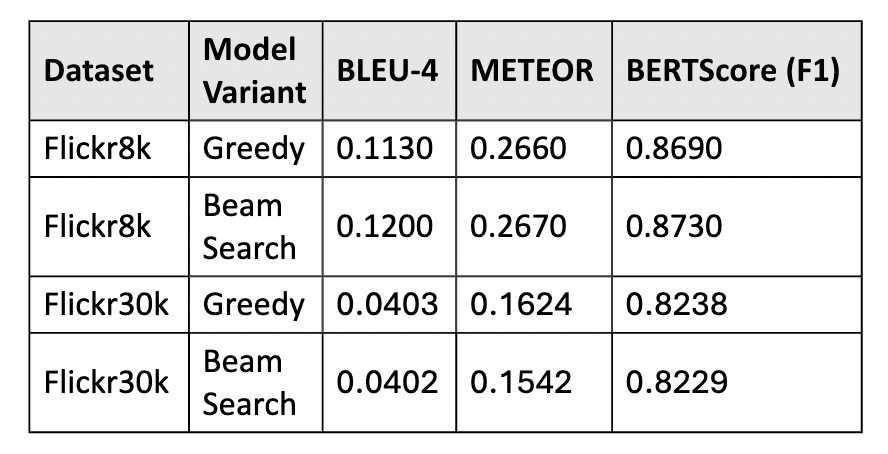 Dataset Model Variant BLEU-4 METEOR BERTScore (F1)
Flickr8k Greedy 0.1130 0.2660 0.8690
Flickr8k Beam Search 0.1200 0.2670 0.8730
Flickr30k Greedy 0.0403 0.1624 0.8238
Flickr30k Beam Search 0.0402 0.1542 0.8229